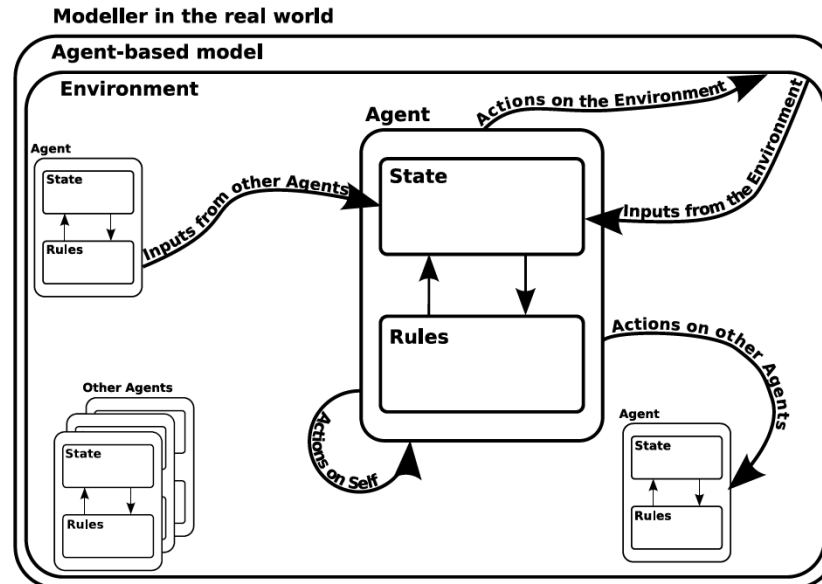 Modeller in the real world
Agent-based model
Environment
Actions on the Environment
Inputs from the Environment
Agent
State
Rules
Agent
State
Rules
Inputs from other Agents
Actions on other Agents
Actions on Self
Other Agents
State
Rules
Agent
State
Rules